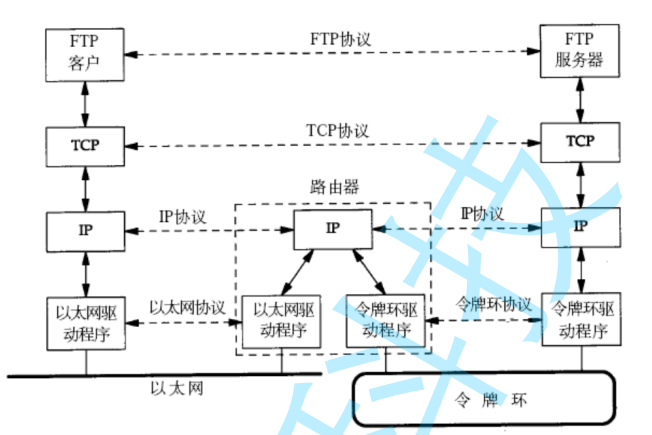 FTP
客户
FTP协议
FTP
服务器
TCP
TCP协议
TCP
路由器
IP
IP协议
IP
IP协议
IP
以太网驱
动程序
以太网协议
以太网驱
动程序
令牌环驱
动程序
令牌环协议
令牌环驱
动程序
以太网
令牌环